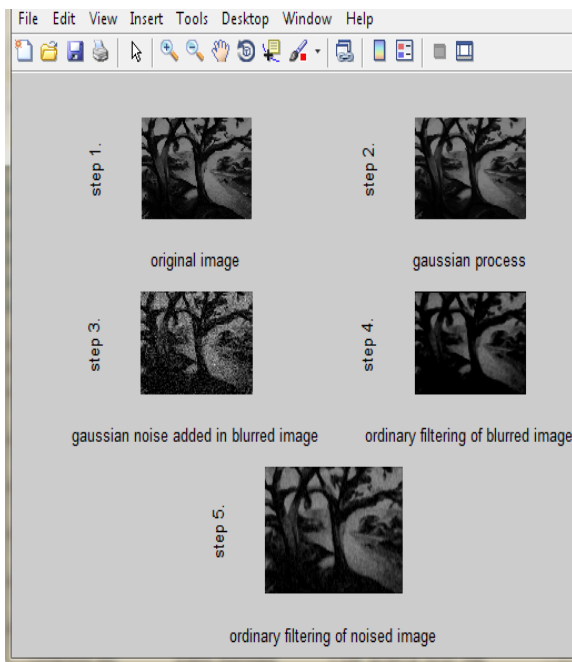 File Edit View Insert Tools Desktop Window Help
step 1.
original image
step 2.
gaussian process
step 3.
gaussian noise added in blurred image
step 4.
ordinary filtering of blurred image
step 5.
ordinary filtering of noised image